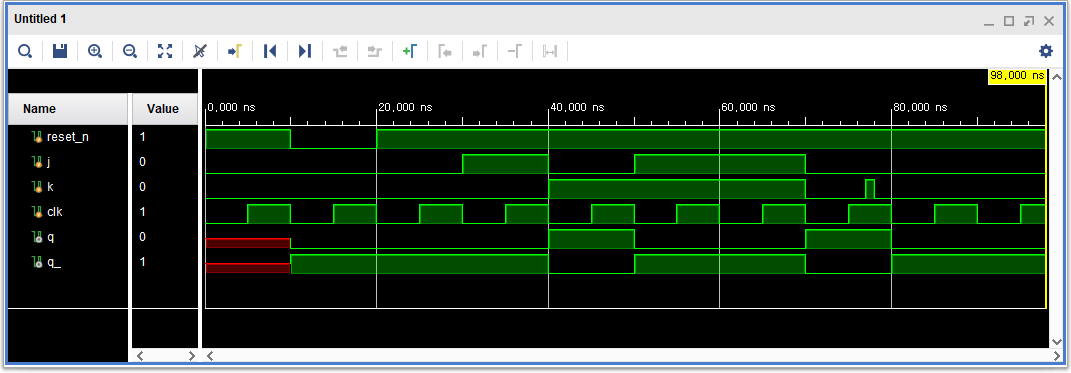 Untitled 1
98,000 ns
Name Value
0,000 ns 20,000 ns 40,000 ns 60,000 ns 80,000 ns
reset_n 1
j 0
k 0
clk 1
q 0
q_ 1